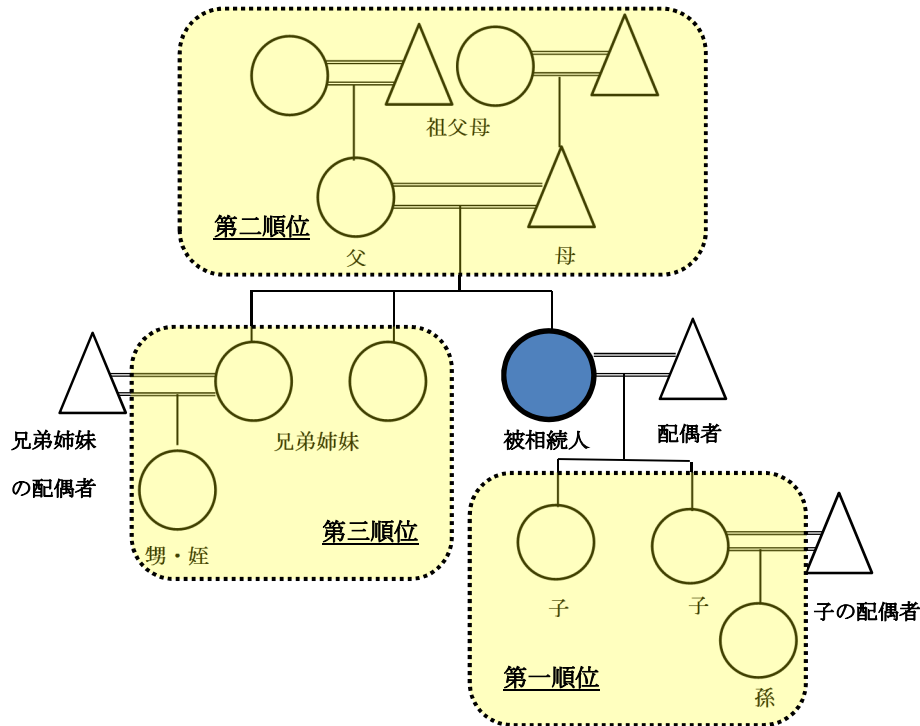 祖父母
第二順位
父
母
兄弟姉妹
の配偶者
兄弟姉妹
被相続人
配偶者
甥・姪
第三順位
子
子
子の配偶者
第一順位
孫